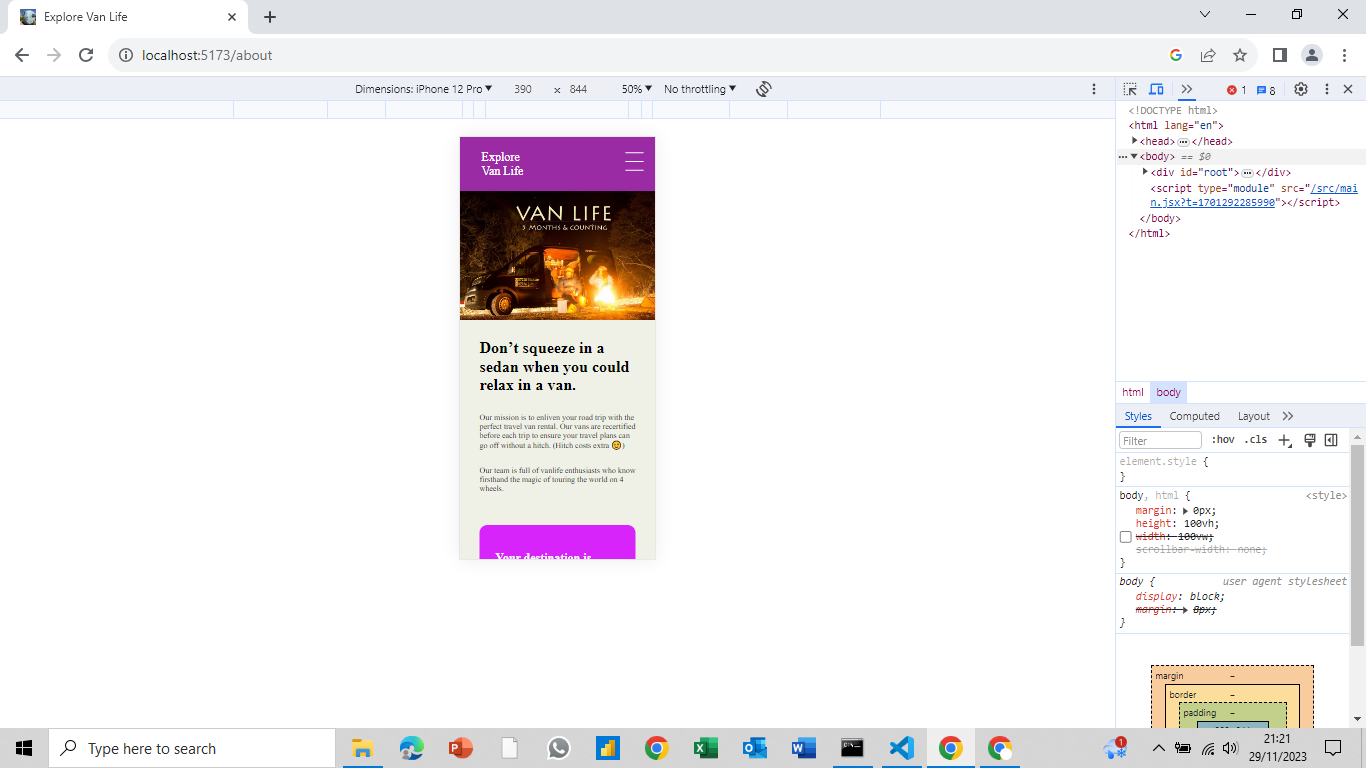 Explore Van Life
localhost:5173/about
Dimensions: iPhone 12 Pro 390 x 844 50% No throttling
1 8
Explore
Van Life
VAN LIFE
5 MONTHS & COUNTING
Don’t squeeze in a
sedan when you could
relax in a van.
Our mission is to enliven your road trip with the
perfect travel van rental. Our vans are recertified
before each trip to ensure your travel plans can
go off without a hitch. (Hitch costs extra 😉)
Our team is full of vanlife enthusiasts who know
firsthand the magic of touring the world on 4
wheels.
Your destination is
<!DOCTYPE html>
<html lang="en">
<head>…</head>
<body> == $0
<div id="root">…</div>
<script type="module" src="/src/mai
n.jsx?t=1701292285990"></script>
</body>
</html>
html body
Styles Computed Layout
Filter :hov .cls
element.style {
}
body, html { <style>
margin: 0px;
height: 100vh;
width: 100vw;
scrollbar-width: none;
}
body { user agent stylesheet
display: block;
margin: 8px;
}
margin –
border –
padding –
Type here to search
1
21:21
29/11/2023